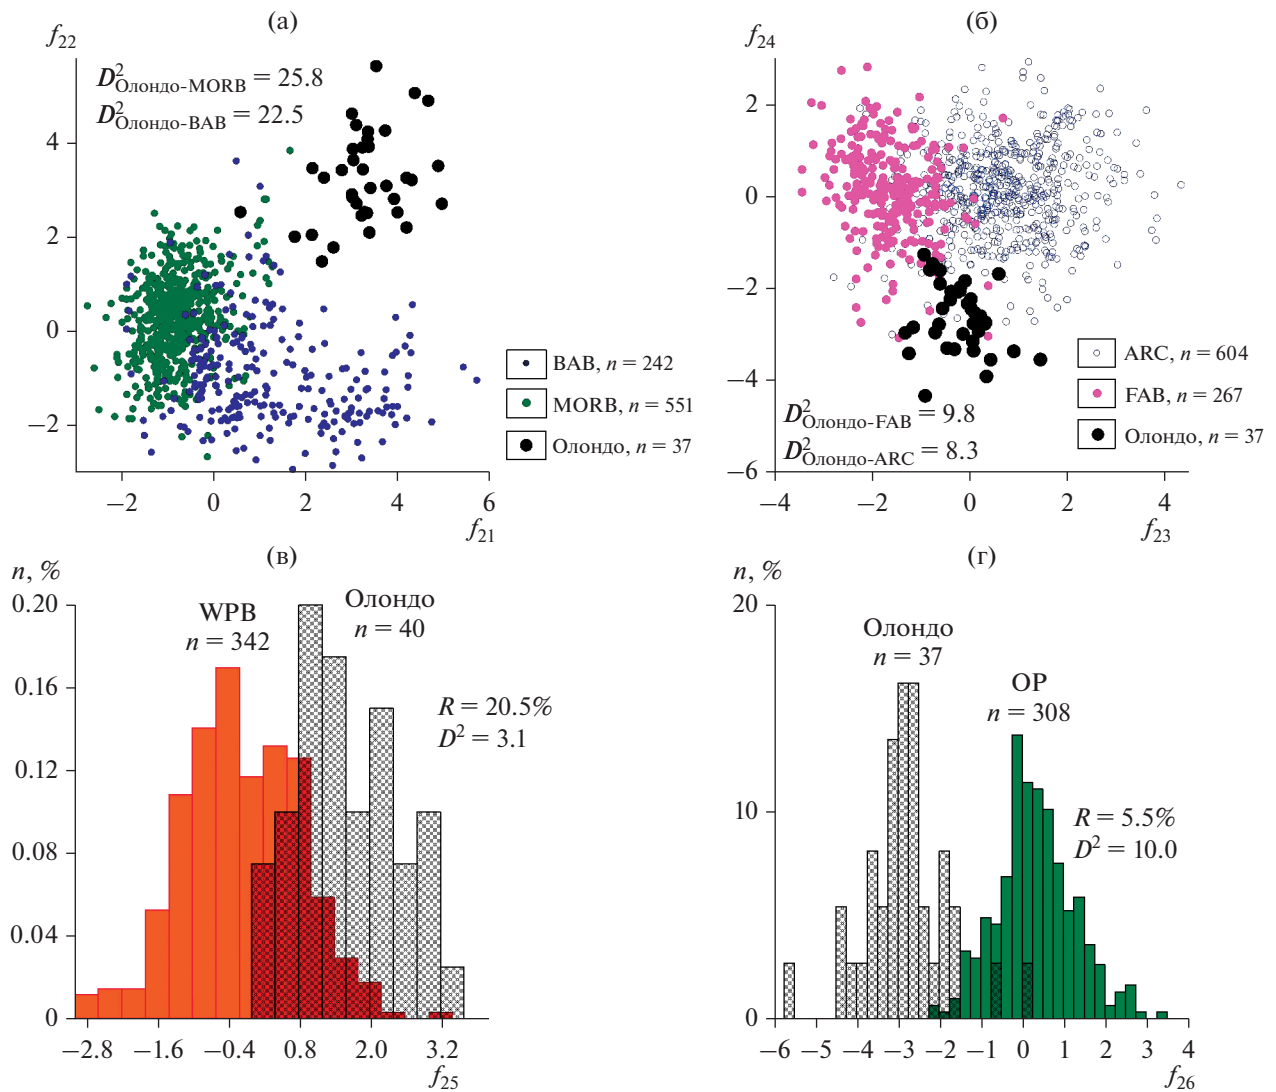 (а)
f22
D²Олондо-MORB = 25.8
D²Олондо-BAB = 22.5
4
2
0
−2
−2 0 2 4 6
f21
BAB, n = 242
MORB, n = 551
Олондо, n = 37
(б)
f24
2
0
−2
−4
−6
ARC, n = 604
FAB, n = 267
Олондо, n = 37
D²Олондо-FAB = 9.8
D²Олондо-ARC = 8.3
−4 −2 0 2 4
f23
(в)
n, %
0.20
0.16
0.12
0.08
0.04
0
WPB
n = 342
Олондо
n = 40
R = 20.5%
D² = 3.1
−2.8 −1.6 −0.4 0.8 2.0 3.2
f25
(г)
n, %
20
10
0
Олондо
n = 37
OP
n = 308
R = 5.5%
D² = 10.0
−6 −5 −4 −3 −2 −1 0 1 2 3 4
f26